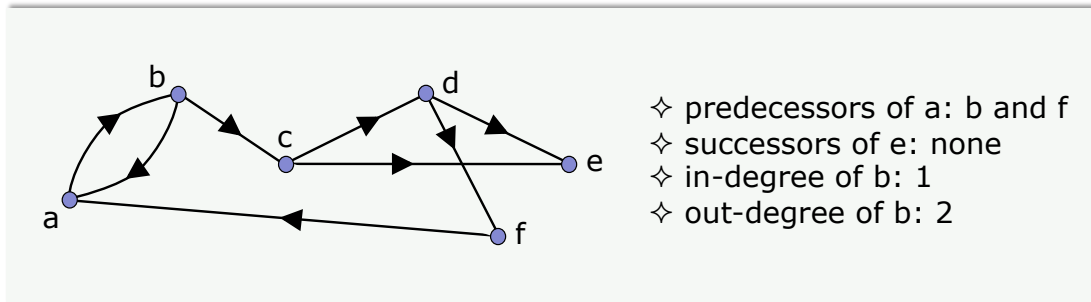 b
d
c
e
a
f
✧ predecessors of a: b and f
✧ successors of e: none
✧ in-degree of b: 1
✧ out-degree of b: 2